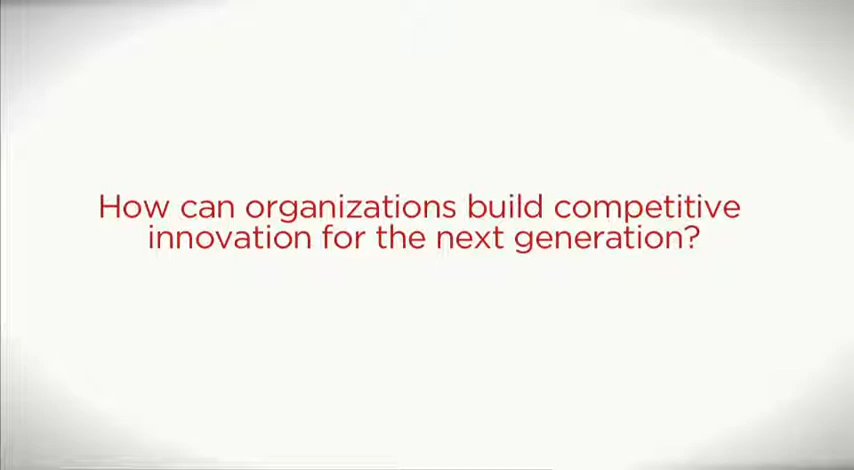 How can organizations build competitive
innovation for the next generation?